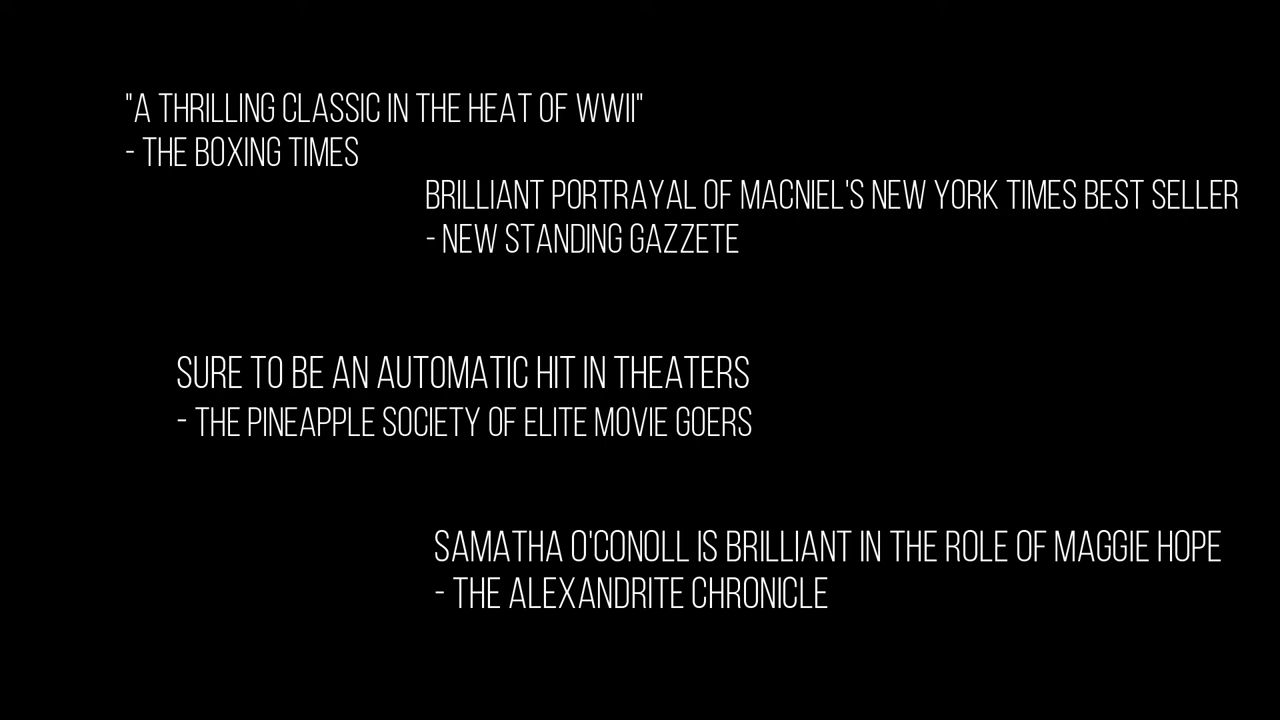 "A THRILLING CLASSIC IN THE HEAT OF WWII"
- THE BOXING TIMES
BRILLIANT PORTRAYAL OF MACNIEL'S NEW YORK TIMES BEST SELLER
- NEW STANDING GAZZETE
SURE TO BE AN AUTOMATIC HIT IN THEATERS
- THE PINEAPPLE SOCIETY OF ELITE MOVIE GOERS
SAMATHA O'CONOLL IS BRILLIANT IN THE ROLE OF MAGGIE HOPE
- THE ALEXANDRITE CHRONICLE